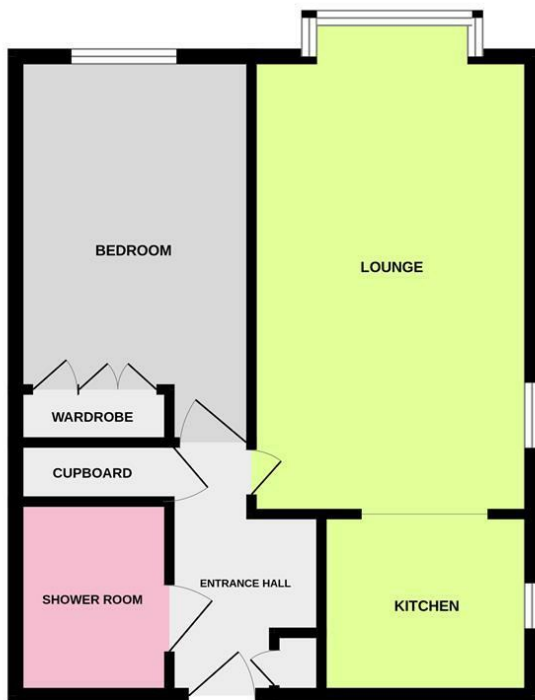 BEDROOM
LOUNGE
WARDROBE
CUPBOARD
ENTRANCE HALL
SHOWER ROOM
KITCHEN